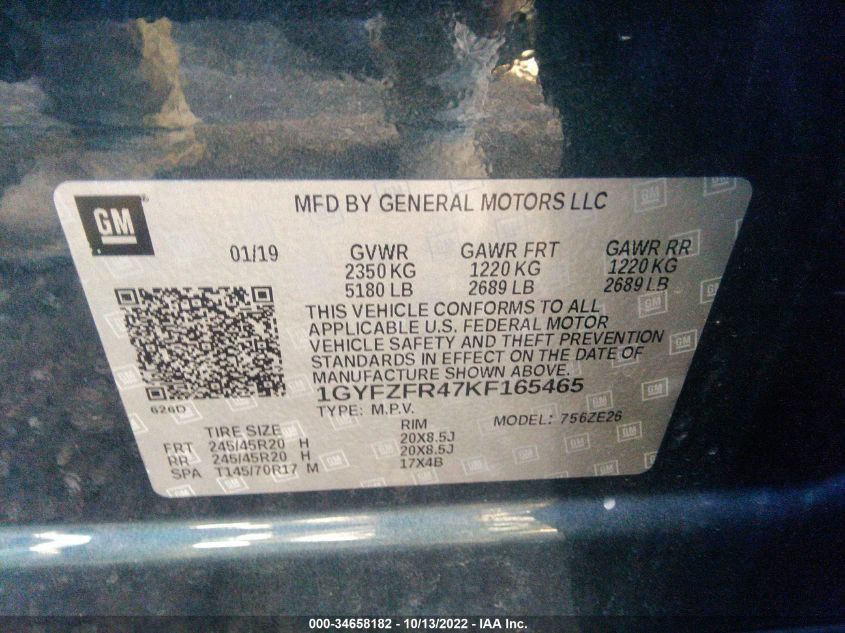 GM
MFD BY GENERAL MOTORS LLC
01/19 GVWR GAWR FRT GAWR RR
2350 KG 1220 KG 1220 KG
5180 LB 2689 LB 2689 LB
THIS VEHICLE CONFORMS TO ALL
APPLICABLE U.S. FEDERAL MOTOR
VEHICLE SAFETY AND THEFT PREVENTION
STANDARDS IN EFFECT ON THE DATE OF
MANUFACTURE SHOWN ABOVE.
1GYFZFR47KF165465
626D TYPE: M.P.V. MODEL: 756ZE26
TIRE SIZE RIM
FRT 245/45R20 H 20X8.5J
RR 245/45R20 H 20X8.5J
SPA T145/70R17 M 17X4B
000-34658182 - 10/13/2022 - IAA Inc.